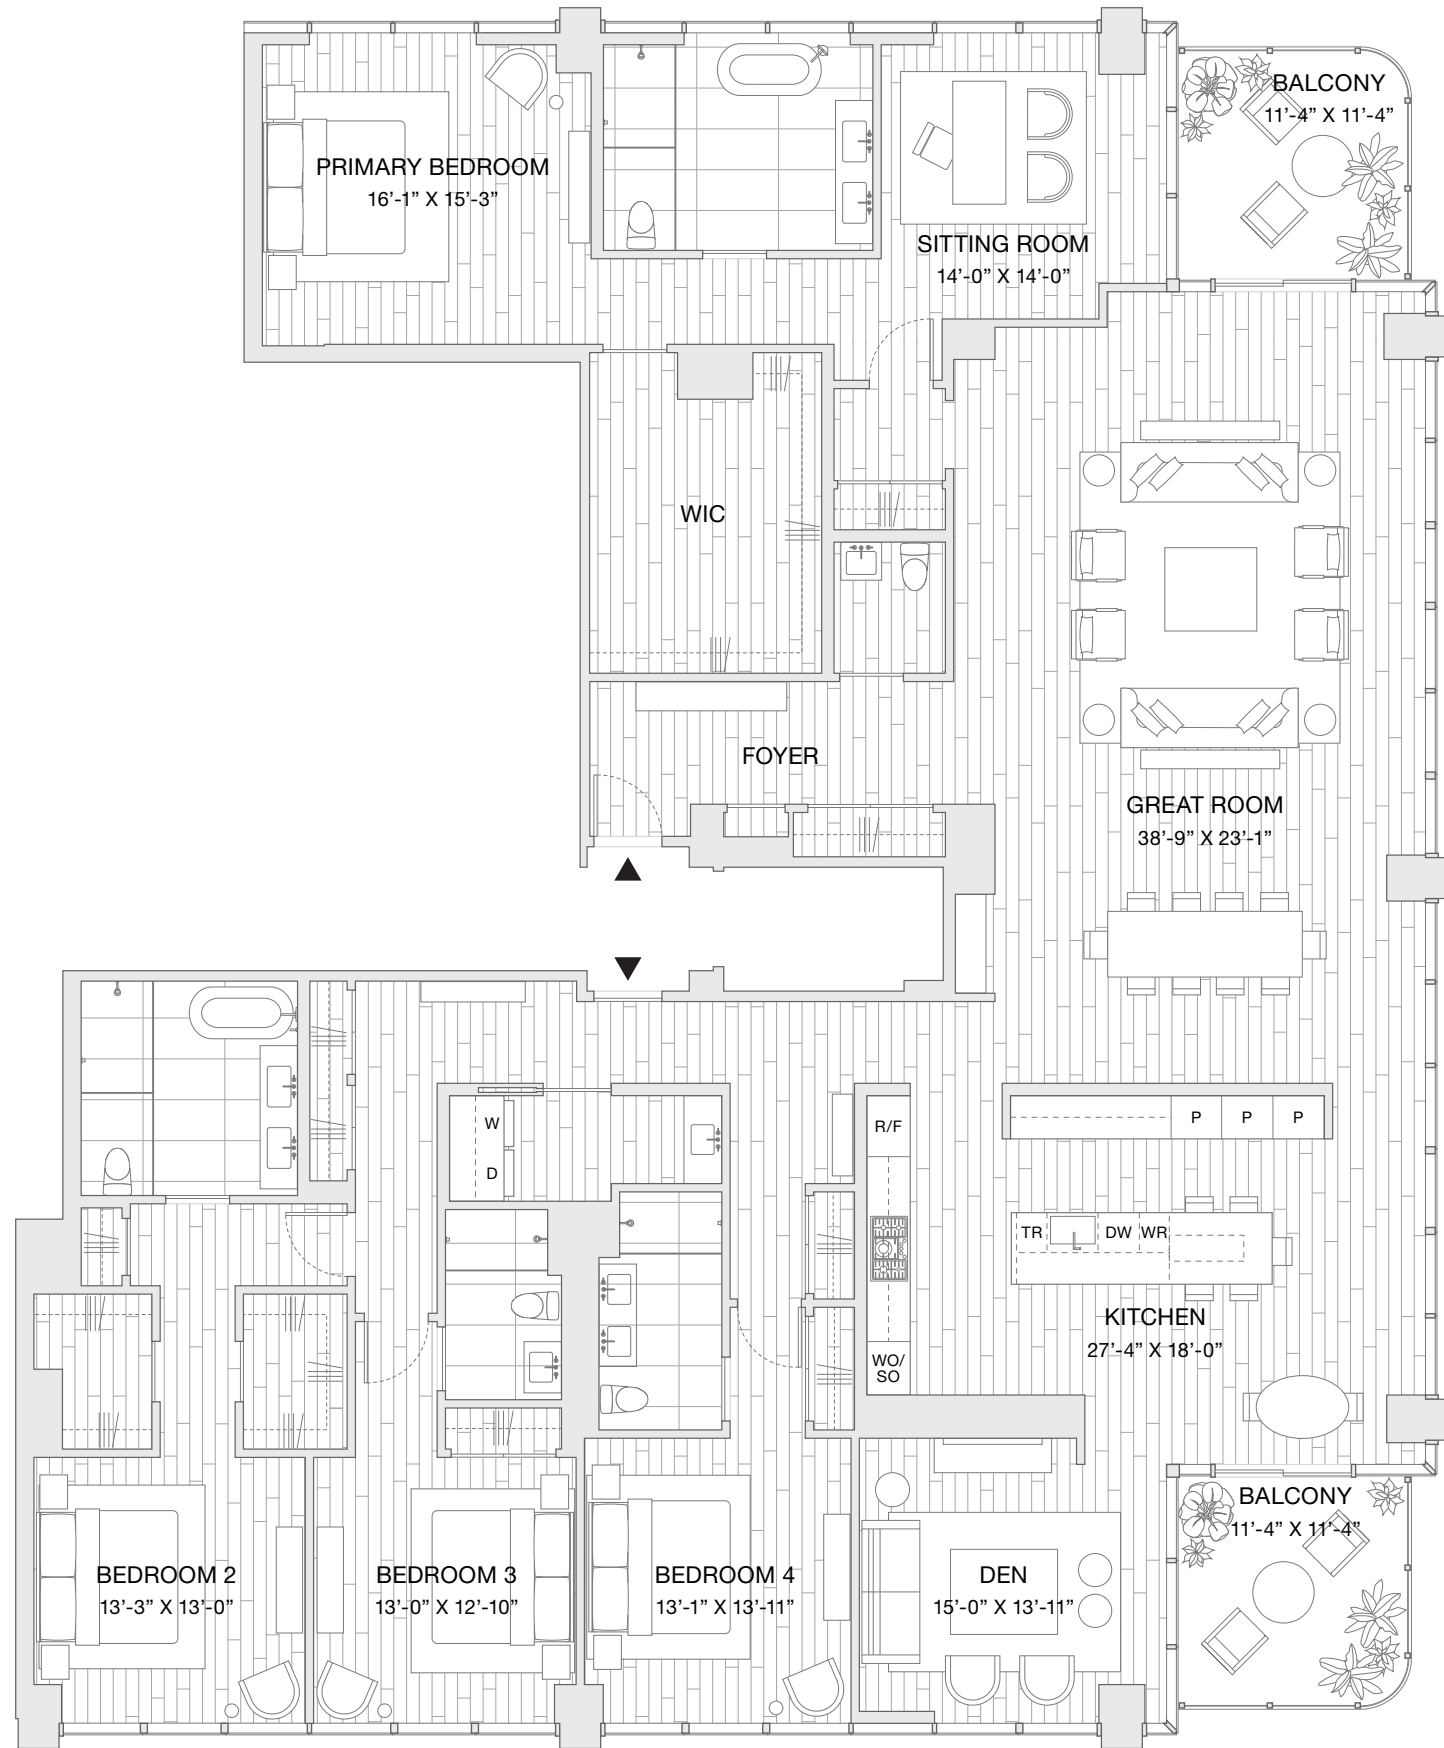 BALCONY
11’-4” X 11’-4”
PRIMARY BEDROOM
16’-1” X 15’-3”
SITTING ROOM
14’-0” X 14’-0”
WIC
FOYER
GREAT ROOM
38’-9” X 23’-1”
R/F
P P P
W
D
TR DW WR
KITCHEN
27’-4” X 18’-0”
WO/
SO
BALCONY
11’-4” X 11’-4”
BEDROOM 2
13’-3” X 13’-0”
BEDROOM 3
13’-0” X 12’-10”
BEDROOM 4
13’-1” X 13’-11”
DEN
15’-0” X 13’-11”